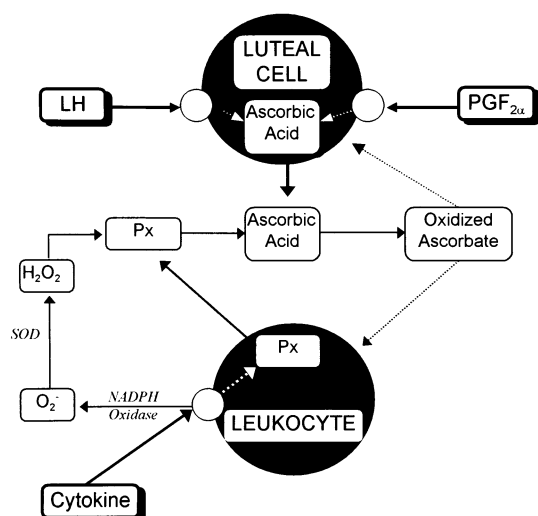 LUTEAL
CELL
LH
Ascorbic
Acid
PGF₂α
Px
Ascorbic
Acid
Oxidized
Ascorbate
H₂O₂
SOD
Px
O₂⁻
NADPH
Oxidase
LEUKOCYTE
Cytokine